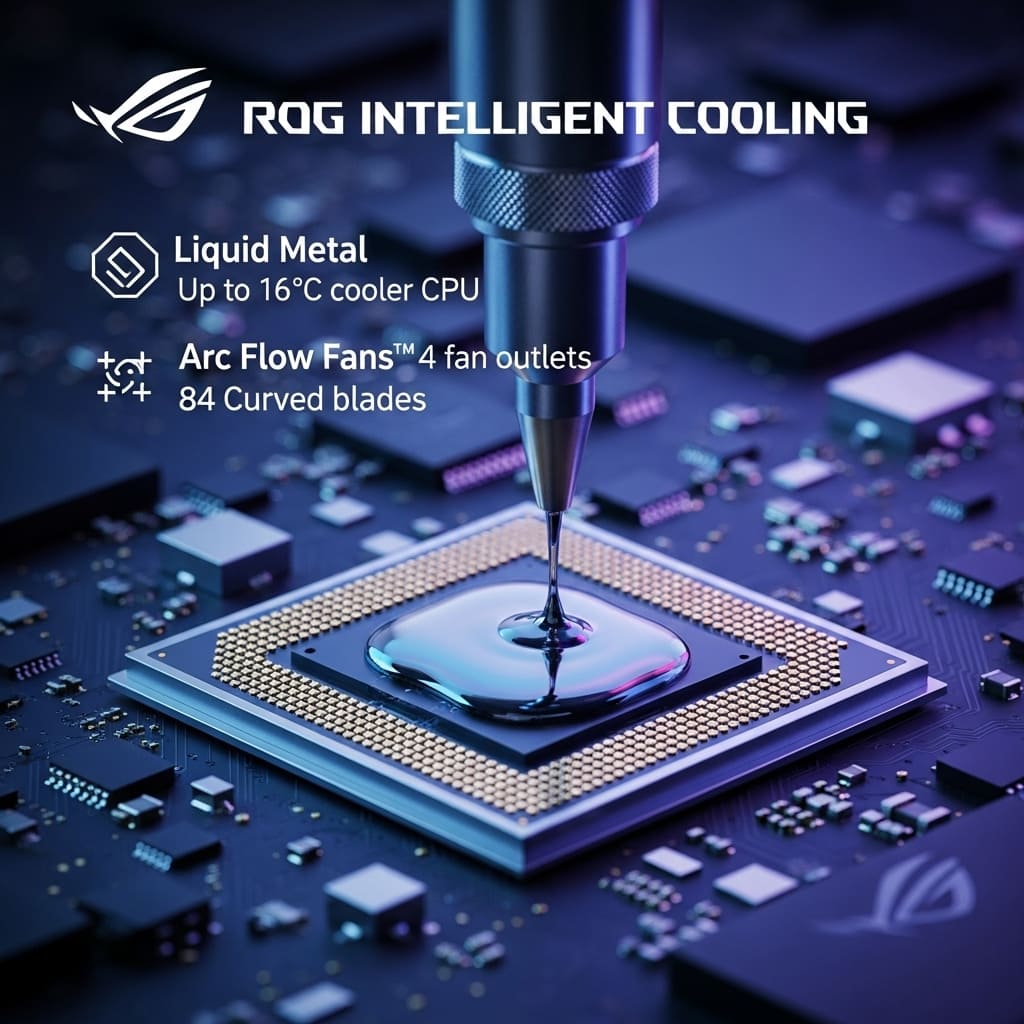 ROG INTELLIGENT COOLING
Liquid Metal
Up to 16°C cooler CPU
Arc Flow Fans™ 4 fan outlets
84 Curved blades